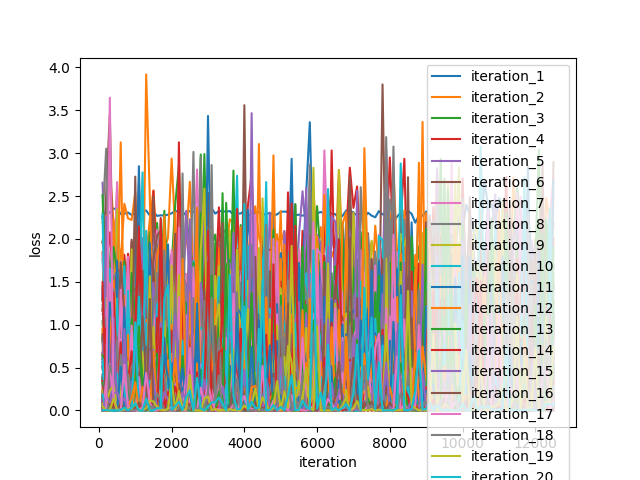 4.0
3.5
3.0
2.5
2.0
1.5
1.0
0.5
0.0
loss
0
2000
4000
6000
8000
10000
12000
iteration
iteration_1
iteration_2
iteration_3
iteration_4
iteration_5
iteration_6
iteration_7
iteration_8
iteration_9
iteration_10
iteration_11
iteration_12
iteration_13
iteration_14
iteration_15
iteration_16
iteration_17
iteration_18
iteration_19
iteration_20